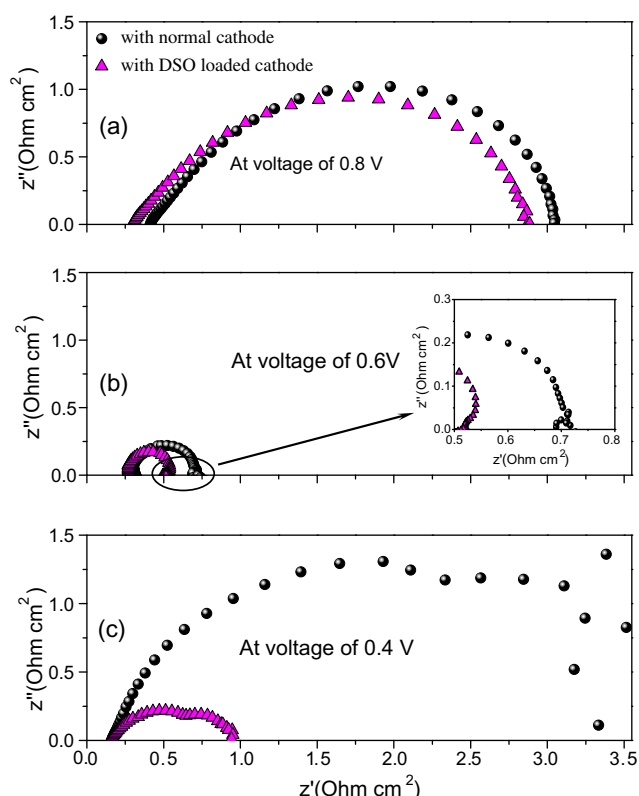 with normal cathode
with DSO loaded cathode
z''(Ohm cm²)
1.5
1.0
0.5
0.0
(a)
At voltage of 0.8 V
z''(Ohm cm²)
1.5
1.0
0.5
0.0
(b)
At voltage of 0.6V
z''(Ohm cm²)
0.3
0.2
0.1
0.0
0.5 0.6 0.7 0.8
z'(Ohm cm²)
z''(Ohm cm²)
1.5
1.0
0.5
0.0
(c)
At voltage of 0.4 V
0.0 0.5 1.0 1.5 2.0 2.5 3.0 3.5
z'(Ohm cm²)